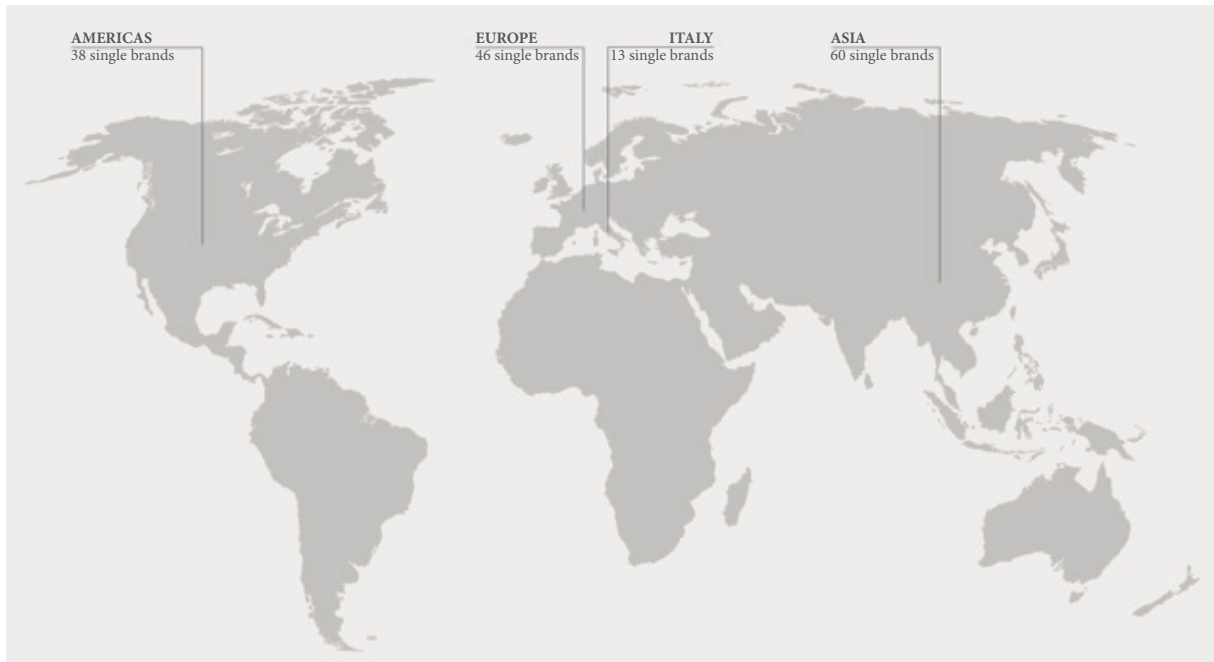 AMERICAS
38 single brands
EUROPE
46 single brands
ITALY
13 single brands
ASIA
60 single brands